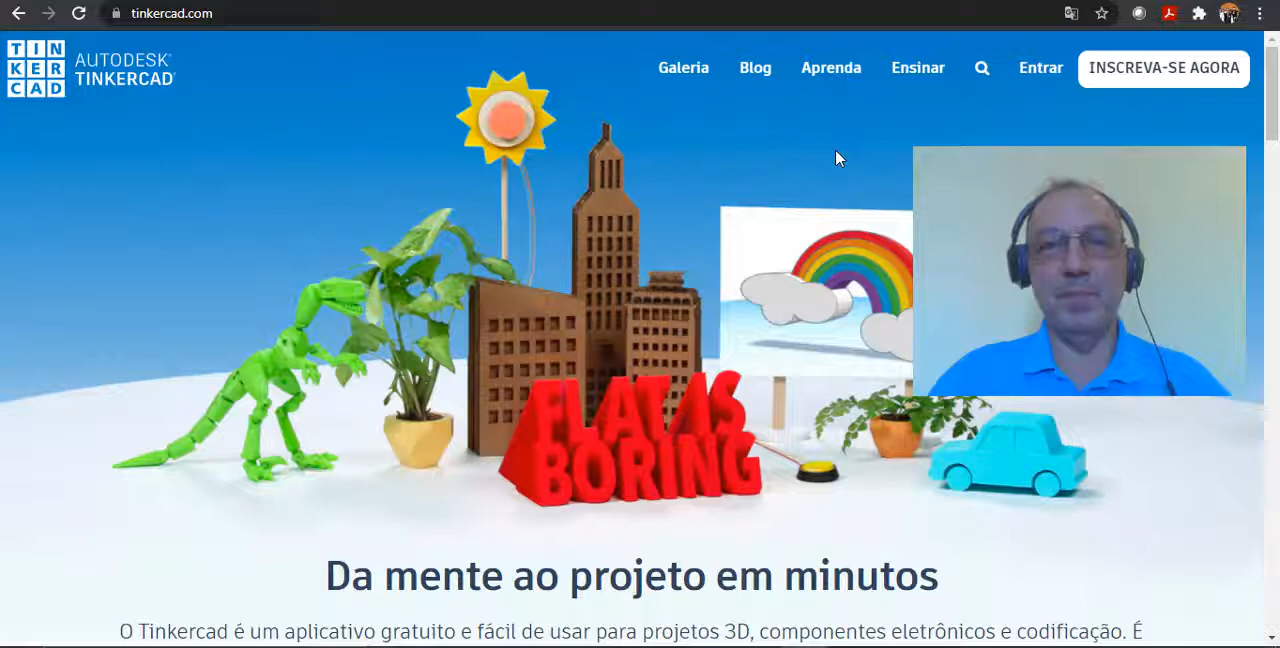 tinkercad.com
TIN
KER
CAD
AUTODESK®
TINKERCAD®
Galeria
Blog
Aprenda
Ensinar
Entrar
INSCREVA-SE AGORA
FLAT IS
BORING
Da mente ao projeto em minutos
O Tinkercad é um aplicativo gratuito e fácil de usar para projetos 3D, componentes eletrônicos e codificação. É